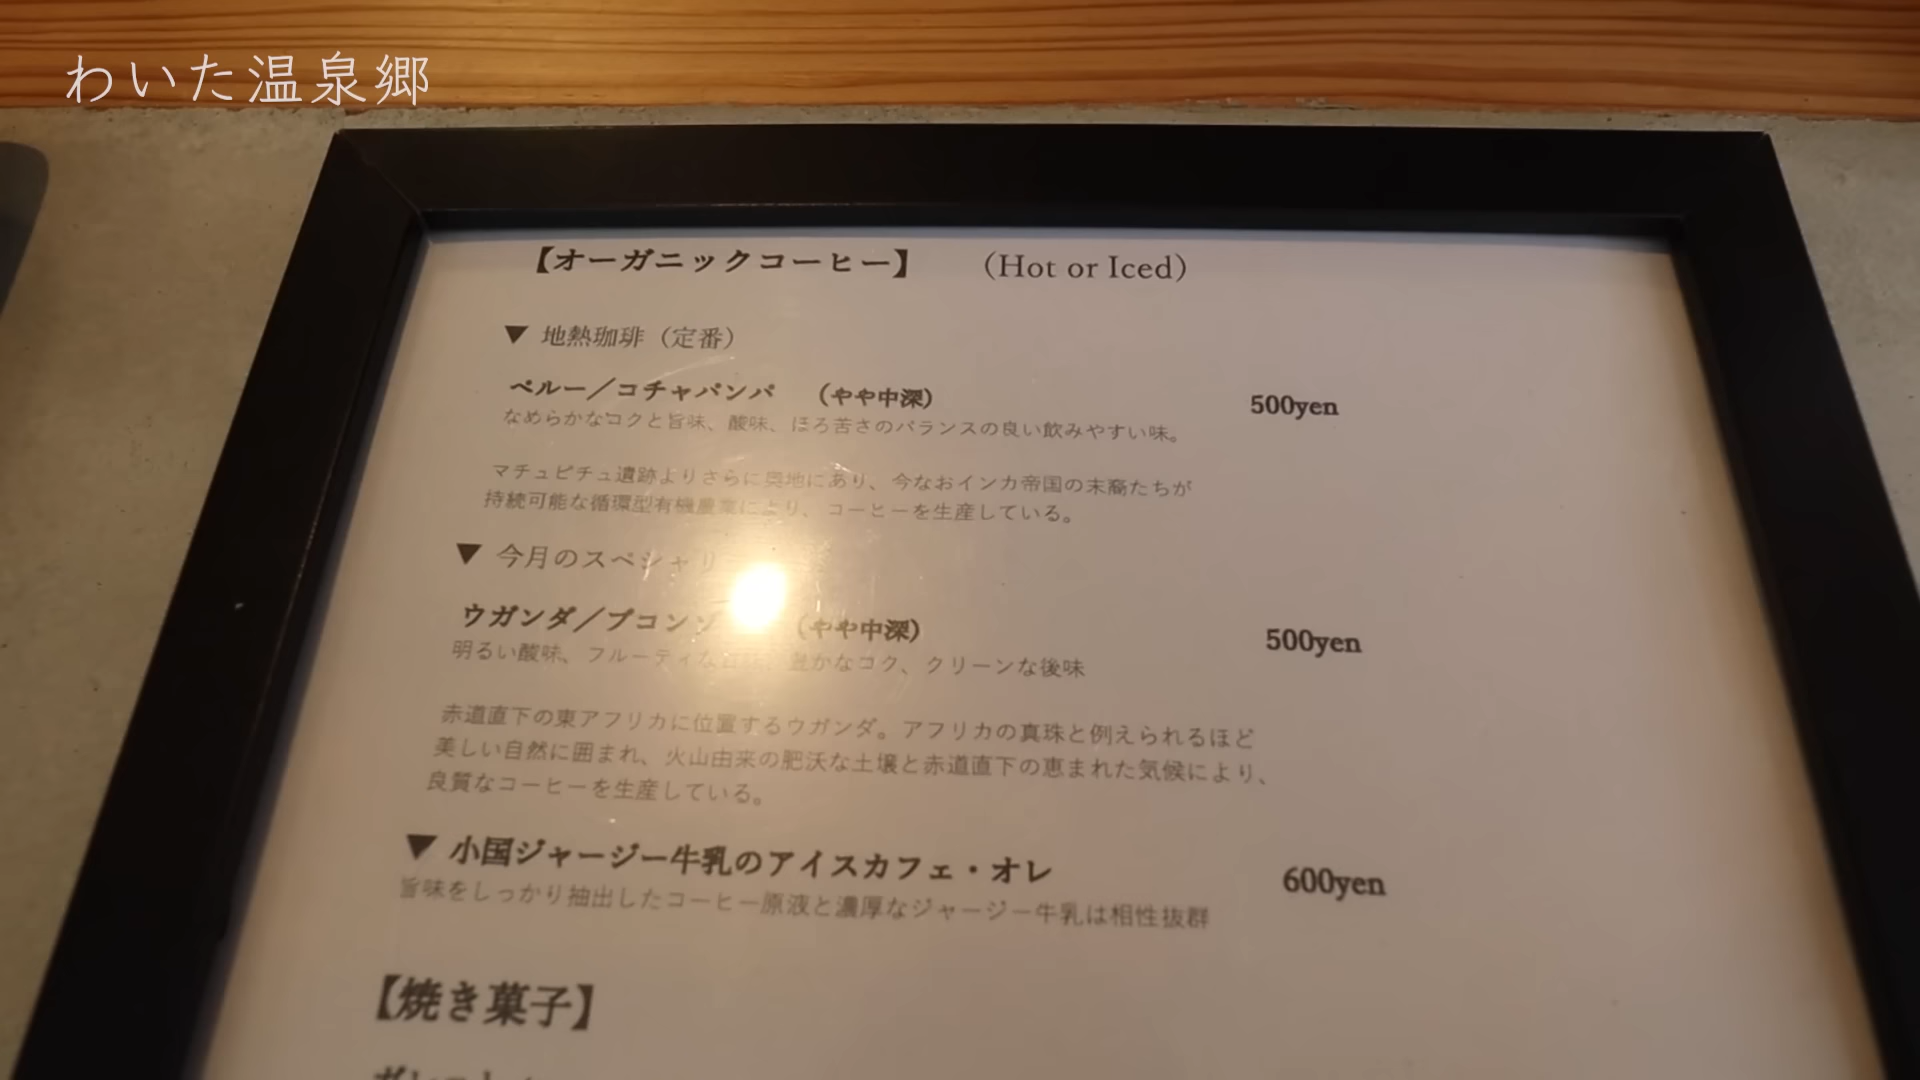 わいた温泉郷
【オーガニックコーヒー】 （Hot or Iced）
▼ 地熱珈琲（定番）
ペルー／コチャパンパ （やや中深） 500yen
なめらかなコクと旨味、酸味、ほろ苦さのバランスの良い飲みやすい味。
マチュピチュ遺跡よりさらに奥地にあり、今なおインカ帝国の末裔たちが
持続可能な循環型有機農業により、コーヒーを生産している。
▼ 今月のスペシャリ
ウガンダ／ブコンゾ （やや中深） 500yen
明るい酸味、フルーティな 豊かなコク、クリーンな後味
赤道直下の東アフリカに位置するウガンダ。アフリカの真珠と例えられるほど
美しい自然に囲まれ、火山由来の肥沃な土壌と赤道直下の恵まれた気候により、
良質なコーヒーを生産している。
▼ 小国ジャージー牛乳のアイスカフェ・オレ 600yen
旨味をしっかり抽出したコーヒー原液と濃厚なジャージー牛乳は相性抜群
【焼き菓子】